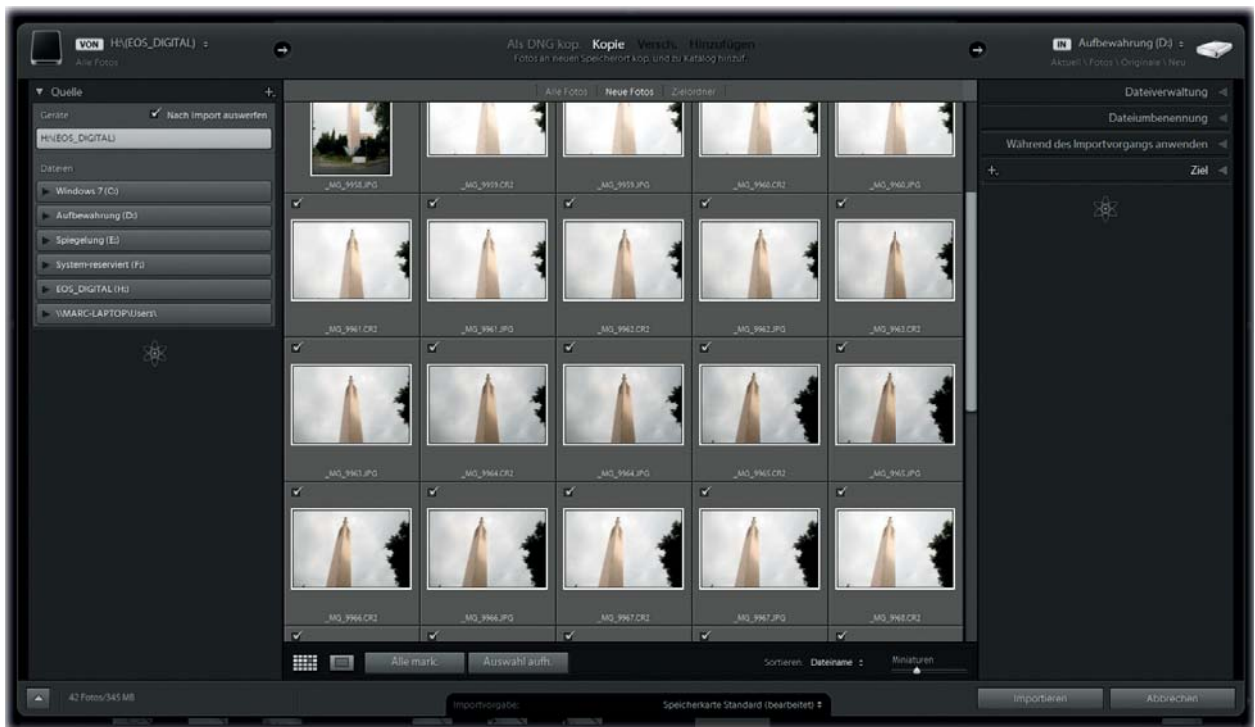 VON H:\(EOS_DIGITAL)
Alle Fotos
Als DNG kop. Kopie Versch. Hinzufügen
Fotos an neuen Speicherort kop. und zu Katalog hinzuf.
IN Aufbewahrung (D:)
Aktuell \ Fotos \ Originale \ Neu
Quelle
Geräte Nach Import auswerfen
H:\(EOS_DIGITAL)
Dateien
Windows 7 (C:)
Aufbewahrung (D:)
Spiegelung (E:)
System-reserviert (F:)
EOS_DIGITAL (H:)
\\MARC-LAPTOP\Users\
Alle Fotos Neue Fotos Zielordner
_MG_9958.JPG _MG_9959.CR2 _MG_9959.JPG _MG_9960.CR2 _MG_9960.JPG
_MG_9961.CR2 _MG_9961.JPG _MG_9962.CR2 _MG_9962.JPG _MG_9963.CR2
_MG_9963.JPG _MG_9964.CR2 _MG_9964.JPG _MG_9965.CR2 _MG_9965.JPG
_MG_9966.CR2 _MG_9966.JPG _MG_9967.CR2 _MG_9967.JPG _MG_9968.CR2
Alle mark. Auswahl aufh. Sortieren: Dateiname Miniaturen
Dateiverwaltung
Dateiumbenennung
Während des Importvorgangs anwenden
Ziel
42 Fotos/345 MB
Importvorgabe: Speicherkarte Standard (bearbeitet)
Importieren Abbrechen